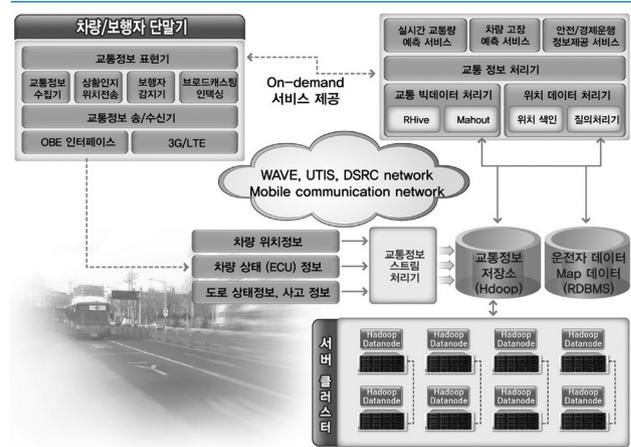 차량/보행자 단말기
교통정보 표현기
교통정보
수집기
상황인지
위치전송
보행자
감지기
브로드캐스팅
인덱싱
교통정보 송/수신기
OBE 인터페이스
3G/LTE
On-demand
서비스 제공
실시간 교통량
예측 서비스
차량 고장
예측 서비스
안전/경제운행
정보제공 서비스
교통 정보 처리기
교통 빅데이터 처리기
RHive
Mahout
위치 데이터 처리기
위치 색인
질의처리기
WAVE, UTIS, DSRC network
Mobile communication network
차량 위치정보
차량 상태 (ECU) 정보
도로 상태정보, 사고 정보
교통정보
스트림
처리기
교통정보
저장소
(Hdoop)
운전자 데이터
Map 데이터
(RDBMS)
서버 클러스터
Hadoop
Datanode
Hadoop
Datanode
Hadoop
Datanode
Hadoop
Datanode
Hadoop
Datanode
Hadoop
Datanode
Hadoop
Datanode
Hadoop
Datanode